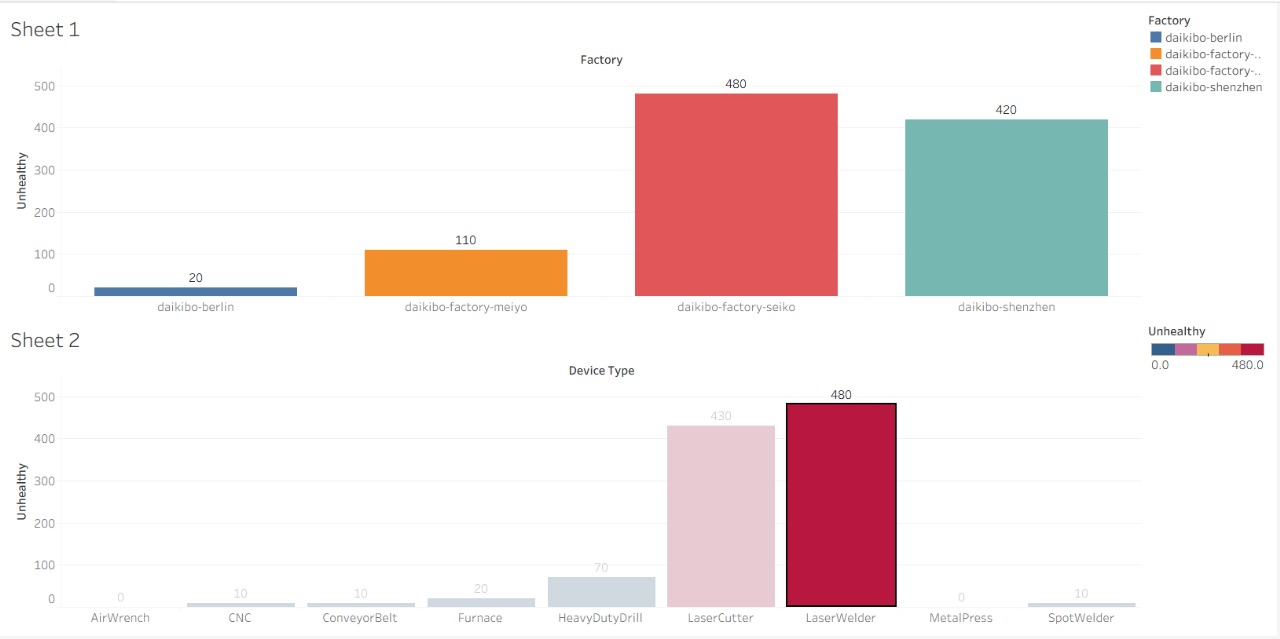 Sheet 1
Factory
Unhealthy
500
400
300
200
100
0
20
110
480
420
daikibo-berlin
daikibo-factory-meiyo
daikibo-factory-seiko
daikibo-shenzhen
Factory
daikibo-berlin
daikibo-factory-..
daikibo-factory-..
daikibo-shenzhen
Sheet 2
Device Type
Unhealthy
500
400
300
200
100
0
0
10
10
20
70
430
480
0
10
AirWrench
CNC
ConveyorBelt
Furnace
HeavyDutyDrill
LaserCutter
LaserWelder
MetalPress
SpotWelder
Unhealthy
0.0
480.0